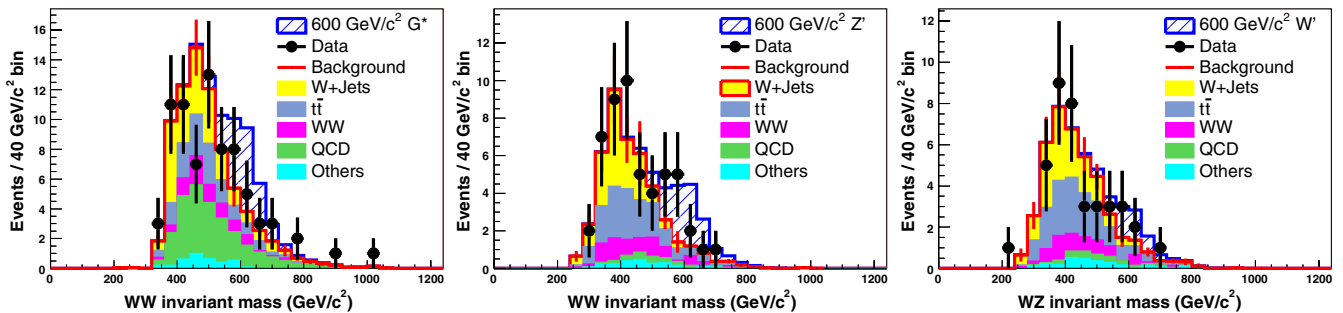 Events / 40 GeV/c² bin
16
14
12
10
8
6
4
2
0
0 200 400 600 800 1000 1200
WW invariant mass (GeV/c²)
600 GeV/c² G*
Data
Background
W+Jets
tt̄
WW
QCD
Others
Events / 40 GeV/c² bin
12
10
8
6
4
2
0
0 200 400 600 800 1000 1200
WW invariant mass (GeV/c²)
600 GeV/c² Z'
Data
Background
W+Jets
tt̄
WW
QCD
Others
Events / 40 GeV/c² bin
12
10
8
6
4
2
0
0 200 400 600 800 1000 1200
WZ invariant mass (GeV/c²)
600 GeV/c² W'
Data
Background
W+Jets
tt̄
WW
QCD
Others